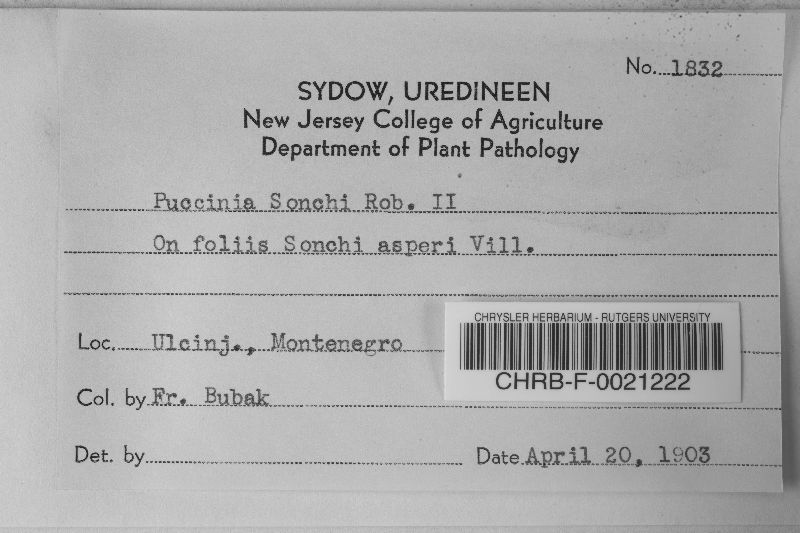 No. 1832
SYDOW, UREDINEEN
New Jersey College of Agriculture
Department of Plant Pathology
Puccinia Sonchi Rob. II
On foliis Sonchi asperi Vill.
Loc. Ulcinj., Montenegro
CHRYSLER HERBARIUM - RUTGERS UNIVERSITY
CHRB-F-0021222
Col. by Fr. Bubak
Det. by
Date April 20, 1903